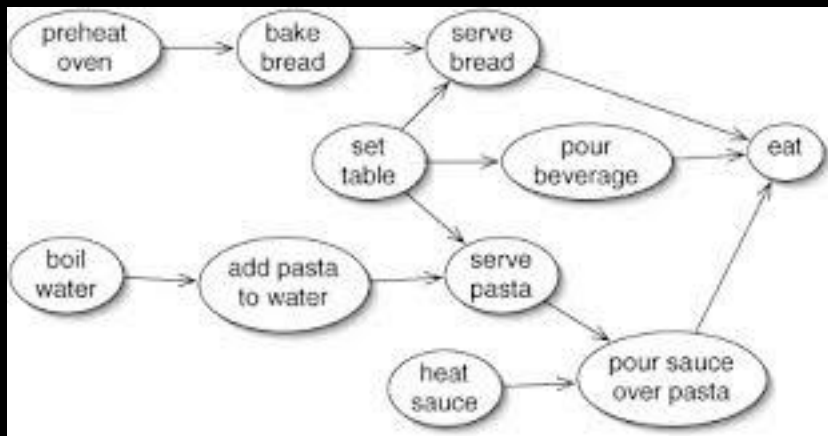 preheat
oven
bake
bread
serve
bread
set
table
pour
beverage
eat
boil
water
add pasta
to water
serve
pasta
heat
sauce
pour sauce
over pasta